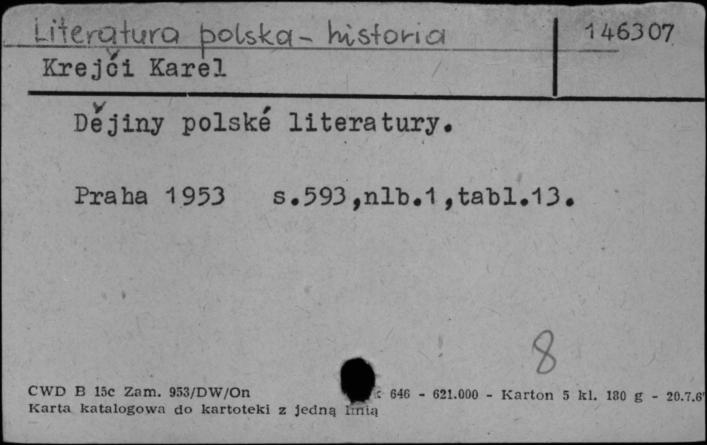 Literatura polska - historia 146307
Krejči Karel
Dějiny polské literatury.
Praha 1953 s.593,nlb.1,tabl.13.
8
CWD B 15c Zam. 953/DW/On 646 - 621.000 - Karton 5 kl. 180 g - 20.7.6
Karta katalogowa do kartoteki z jedną linią